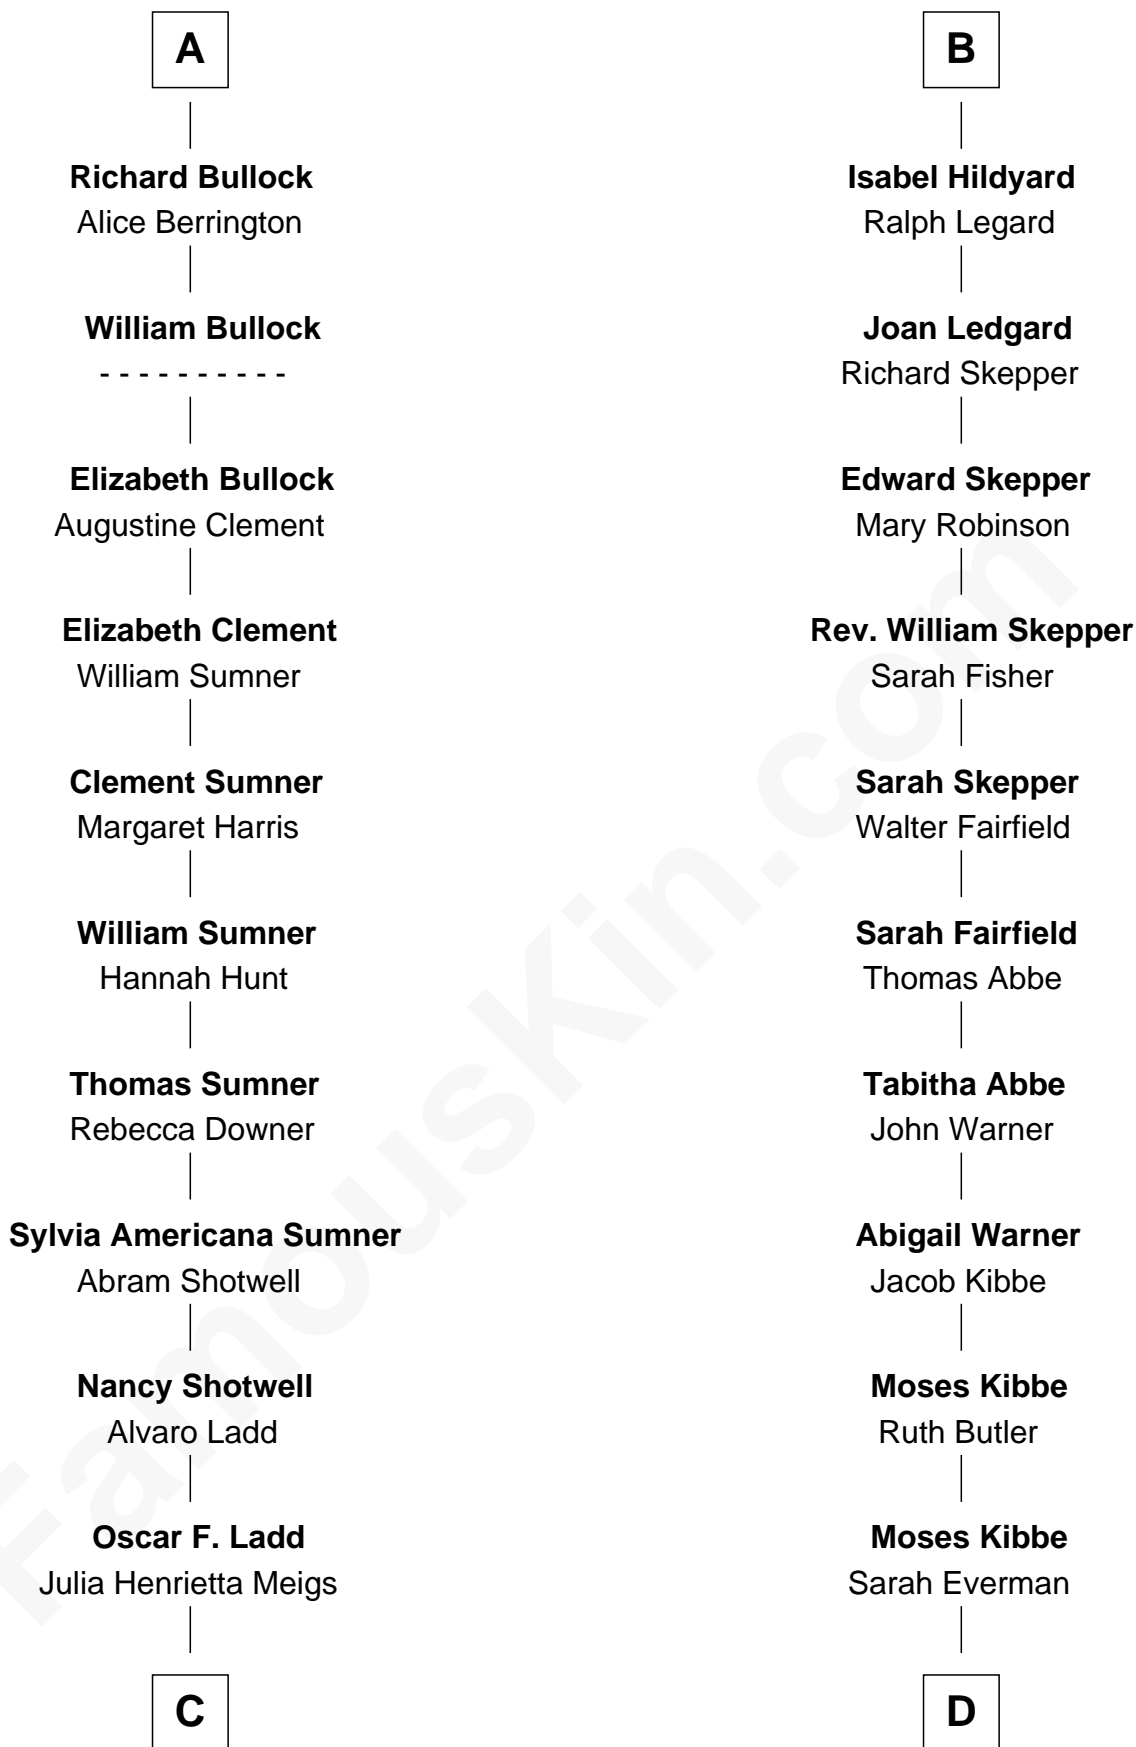 A
Richard Bullock
Alice Berrington
William Bullock
- - - - - - - - - -
Elizabeth Bullock
Augustine Clement
Elizabeth Clement
William Sumner
Clement Sumner
Margaret Harris
William Sumner
Hannah Hunt
Thomas Sumner
Rebecca Downer
Sylvia Americana Sumner
Abram Shotwell
Nancy Shotwell
Alvaro Ladd
Oscar F. Ladd
Julia Henrietta Meigs
C
B
Isabel Hildyard
Ralph Legard
Joan Ledgard
Richard Skepper
Edward Skepper
Mary Robinson
Rev. William Skepper
Sarah Fisher
Sarah Skepper
Walter Fairfield
Sarah Fairfield
Thomas Abbe
Tabitha Abbe
John Warner
Abigail Warner
Jacob Kibbe
Moses Kibbe
Ruth Butler
Moses Kibbe
Sarah Everman
D
FamousKin.com